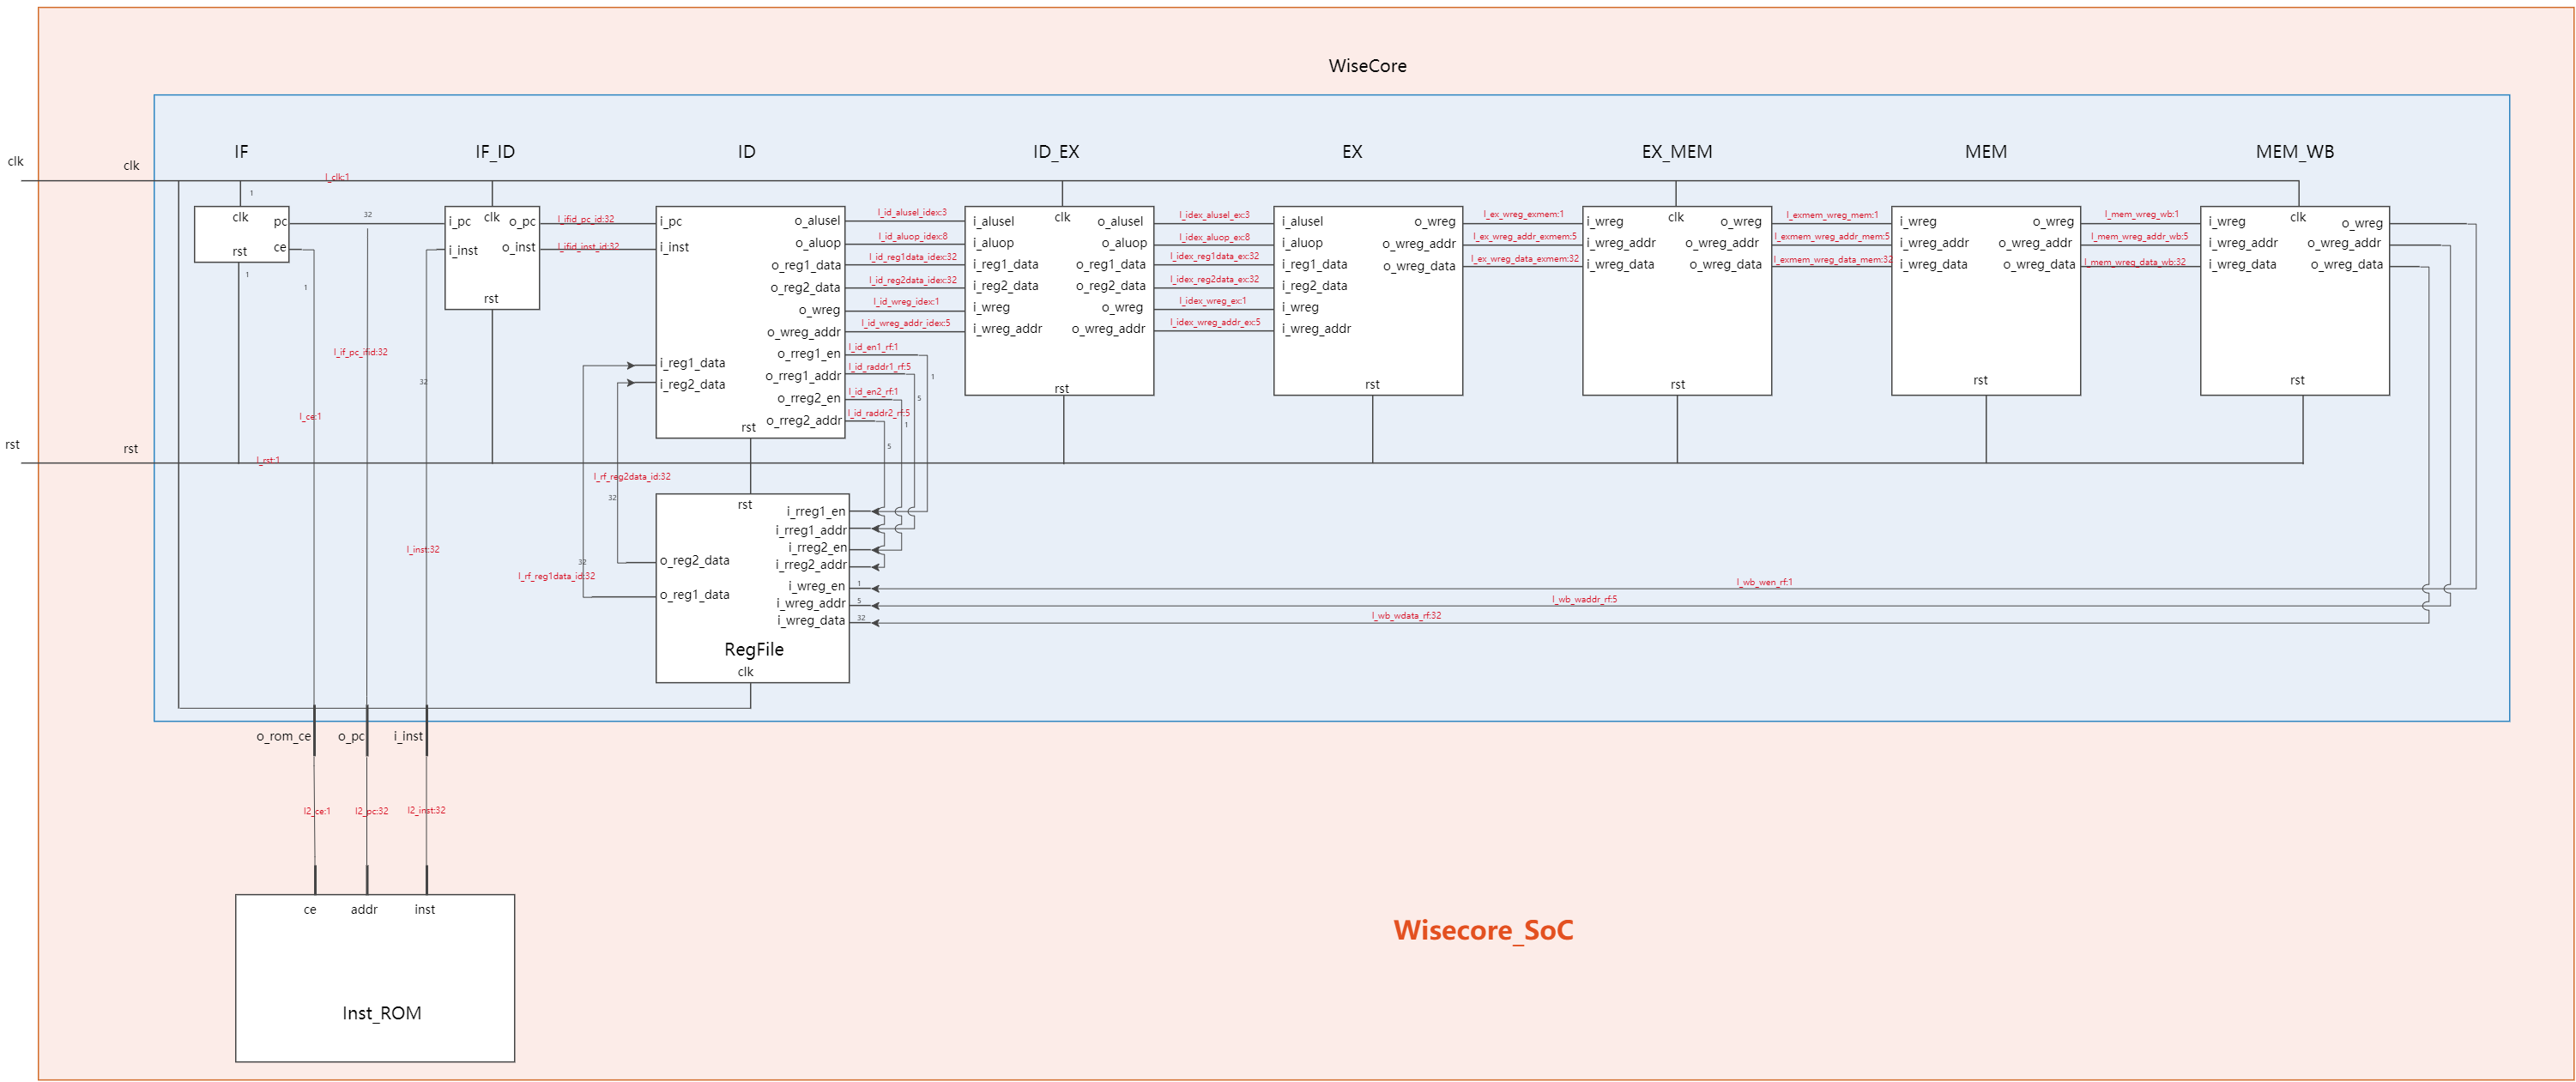 WiseCore
IF
IF_ID
ID
ID_EX
EX
EX_MEM
MEM
MEM_WB
clk
clk
l_clk:1
1
clk
pc
ce
rst
32
1
1
i_pc
clk
o_pc
i_inst
o_inst
rst
l_ifid_pc_id:32
l_ifid_inst_id:32
i_pc
i_inst
o_alusel
o_aluop
o_reg1_data
o_reg2_data
o_wreg
o_wreg_addr
o_rreg1_en
i_reg1_data
o_rreg1_addr
i_reg2_data
o_rreg2_en
o_rreg2_addr
rst
l_id_alusel_idex:3
l_id_aluop_idex:8
l_id_reg1data_idex:32
l_id_reg2data_idex:32
l_id_wreg_idex:1
l_id_wreg_addr_idex:5
l_id_en1_rf:1
l_id_raddr1_rf:5
l_id_en2_rf:1
l_id_raddr2_rf:5
1
5
1
5
i_alusel
clk
o_alusel
i_aluop
o_aluop
i_reg1_data
o_reg1_data
i_reg2_data
o_reg2_data
i_wreg
o_wreg
i_wreg_addr
o_wreg_addr
rst
l_idex_alusel_ex:3
l_idex_aluop_ex:8
l_idex_reg1data_ex:32
l_idex_reg2data_ex:32
l_idex_wreg_ex:1
l_idex_wreg_addr_ex:5
i_alusel
o_wreg
i_aluop
o_wreg_addr
i_reg1_data
o_wreg_data
i_reg2_data
i_wreg
i_wreg_addr
rst
l_ex_wreg_exmem:1
l_ex_wreg_addr_exmem:5
l_ex_wreg_data_exmem:32
i_wreg
clk
o_wreg
i_wreg_addr
o_wreg_addr
i_wreg_data
o_wreg_data
rst
l_exmem_wreg_mem:1
l_exmem_wreg_addr_mem:5
l_exmem_wreg_data_mem:32
i_wreg
o_wreg
i_wreg_addr
o_wreg_addr
i_wreg_data
o_wreg_data
rst
l_mem_wreg_wb:1
l_mem_wreg_addr_wb:5
l_mem_wreg_data_wb:32
i_wreg
clk
o_wreg
i_wreg_addr
o_wreg_addr
i_wreg_data
o_wreg_data
rst
l_if_pc_ifid:32
32
l_ce:1
rst
rst
l_rst:1
l_rf_reg2data_id:32
32
l_inst:32
32
l_rf_reg1data_id:32
rst
i_rreg1_en
i_rreg1_addr
i_rreg2_en
o_reg2_data
i_rreg2_addr
i_wreg_en
o_reg1_data
i_wreg_addr
i_wreg_data
RegFile
clk
1
5
32
l_wb_wen_rf:1
l_wb_waddr_rf:5
l_wb_wdata_rf:32
o_rom_ce
o_pc
i_inst
l2_ce:1
l2_pc:32
l2_inst:32
ce
addr
inst
Inst_ROM
Wisecore_SoC